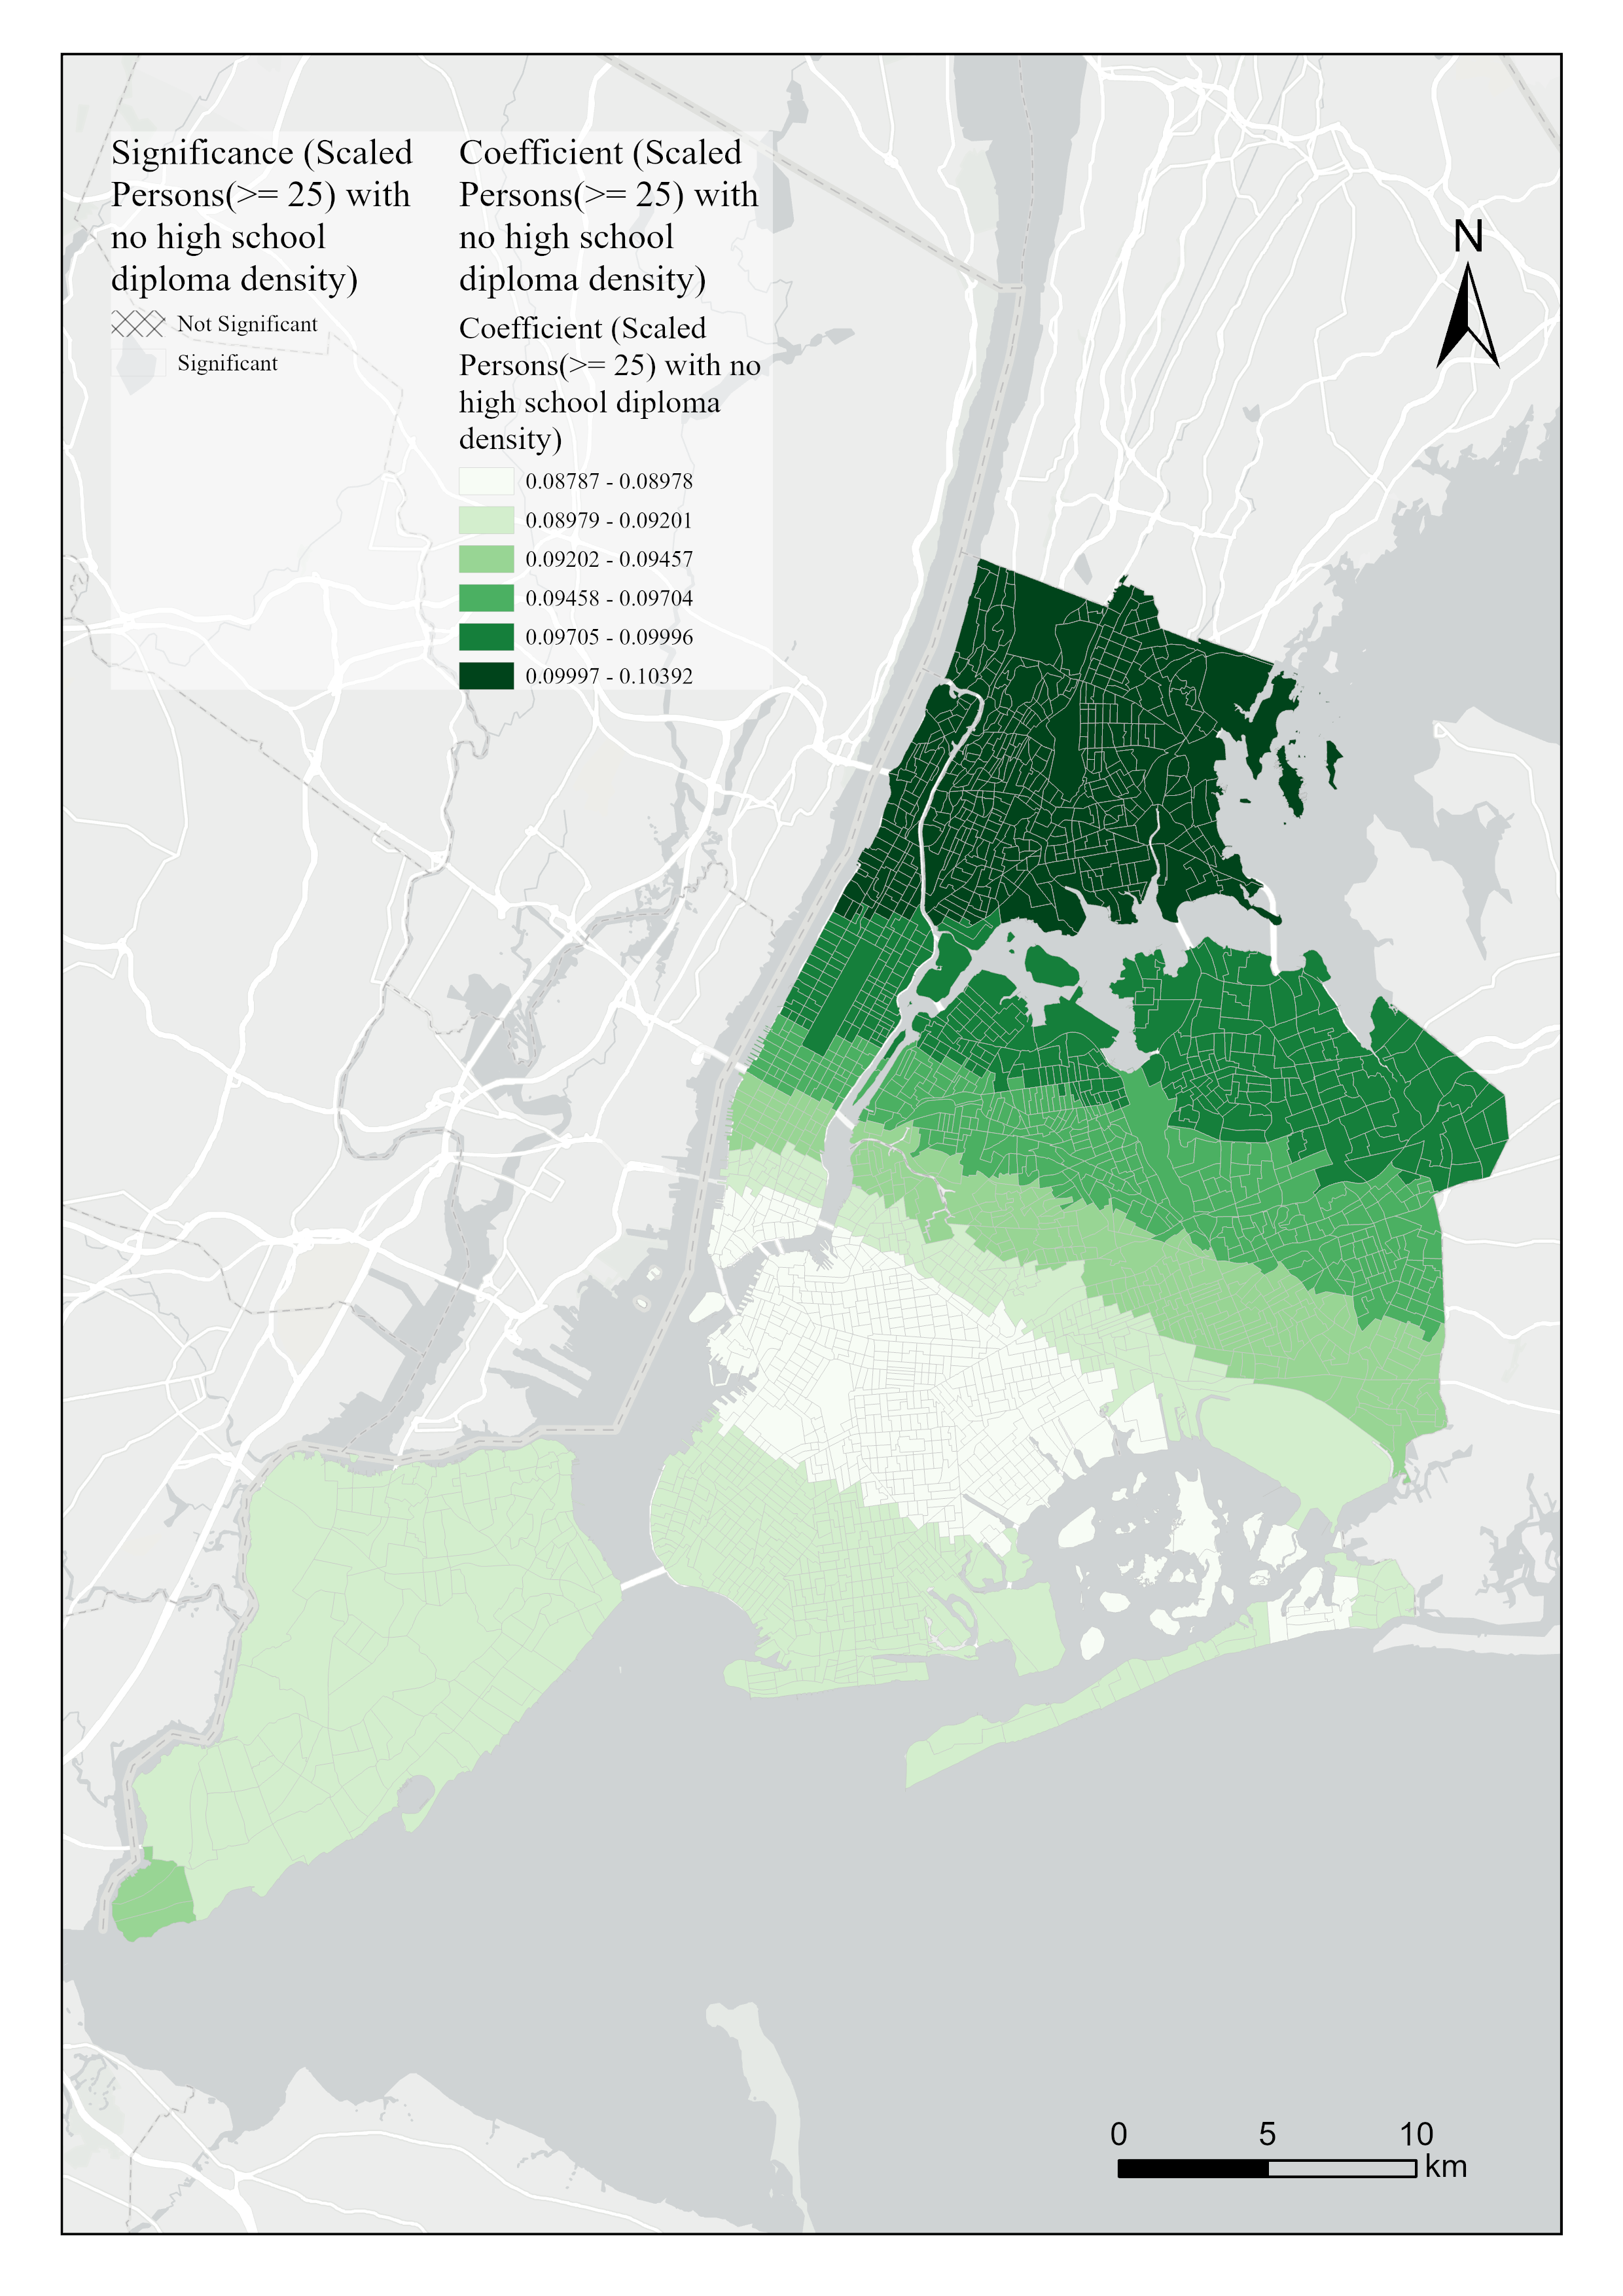 Significance (Scaled
Persons(>= 25) with
no high school
diploma density)
Not Significant
Significant
Coefficient (Scaled
Persons(>= 25) with
no high school
diploma density)
Coefficient (Scaled
Persons(>= 25) with no
high school diploma
density)
0.08787 - 0.08978
0.08979 - 0.09201
0.09202 - 0.09457
0.09458 - 0.09704
0.09705 - 0.09996
0.09997 - 0.10392
N
0 5 10
km